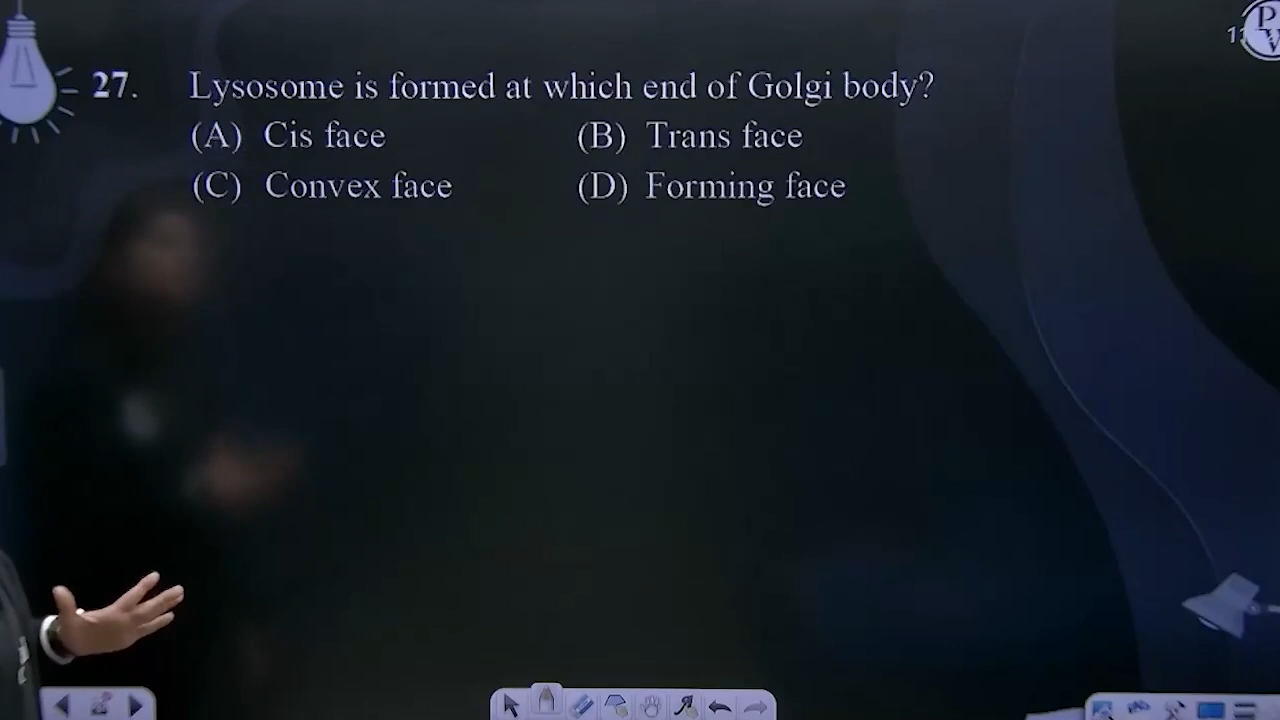 27. Lysosome is formed at which end of Golgi body?
(A) Cis face (B) Trans face
(C) Convex face (D) Forming face
P
W